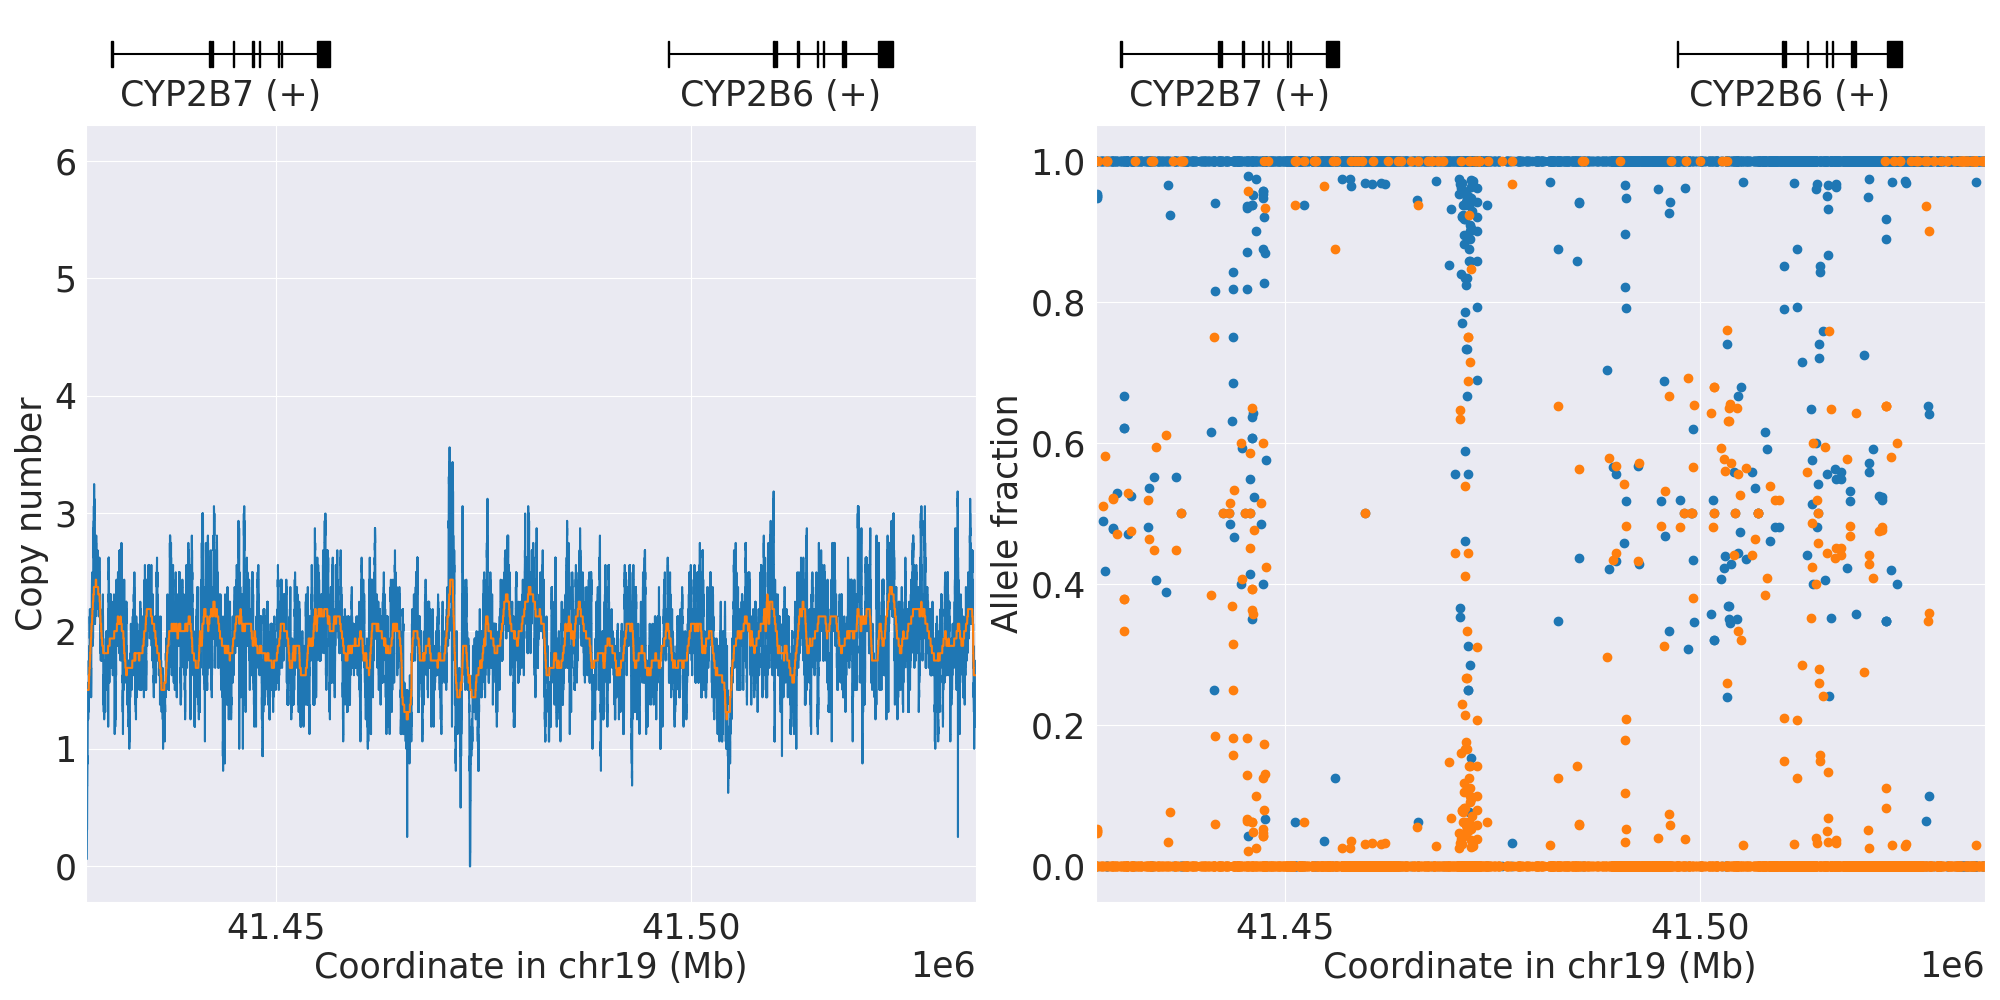 CYP2B7 (+)
CYP2B6 (+)
CYP2B7 (+)
CYP2B6 (+)
6
5
4
3
2
1
0
Copy number
41.45
41.50
Coordinate in chr19 (Mb)
1e6
1.0
0.8
0.6
0.4
0.2
0.0
Allele fraction
41.45
41.50
Coordinate in chr19 (Mb)
1e6